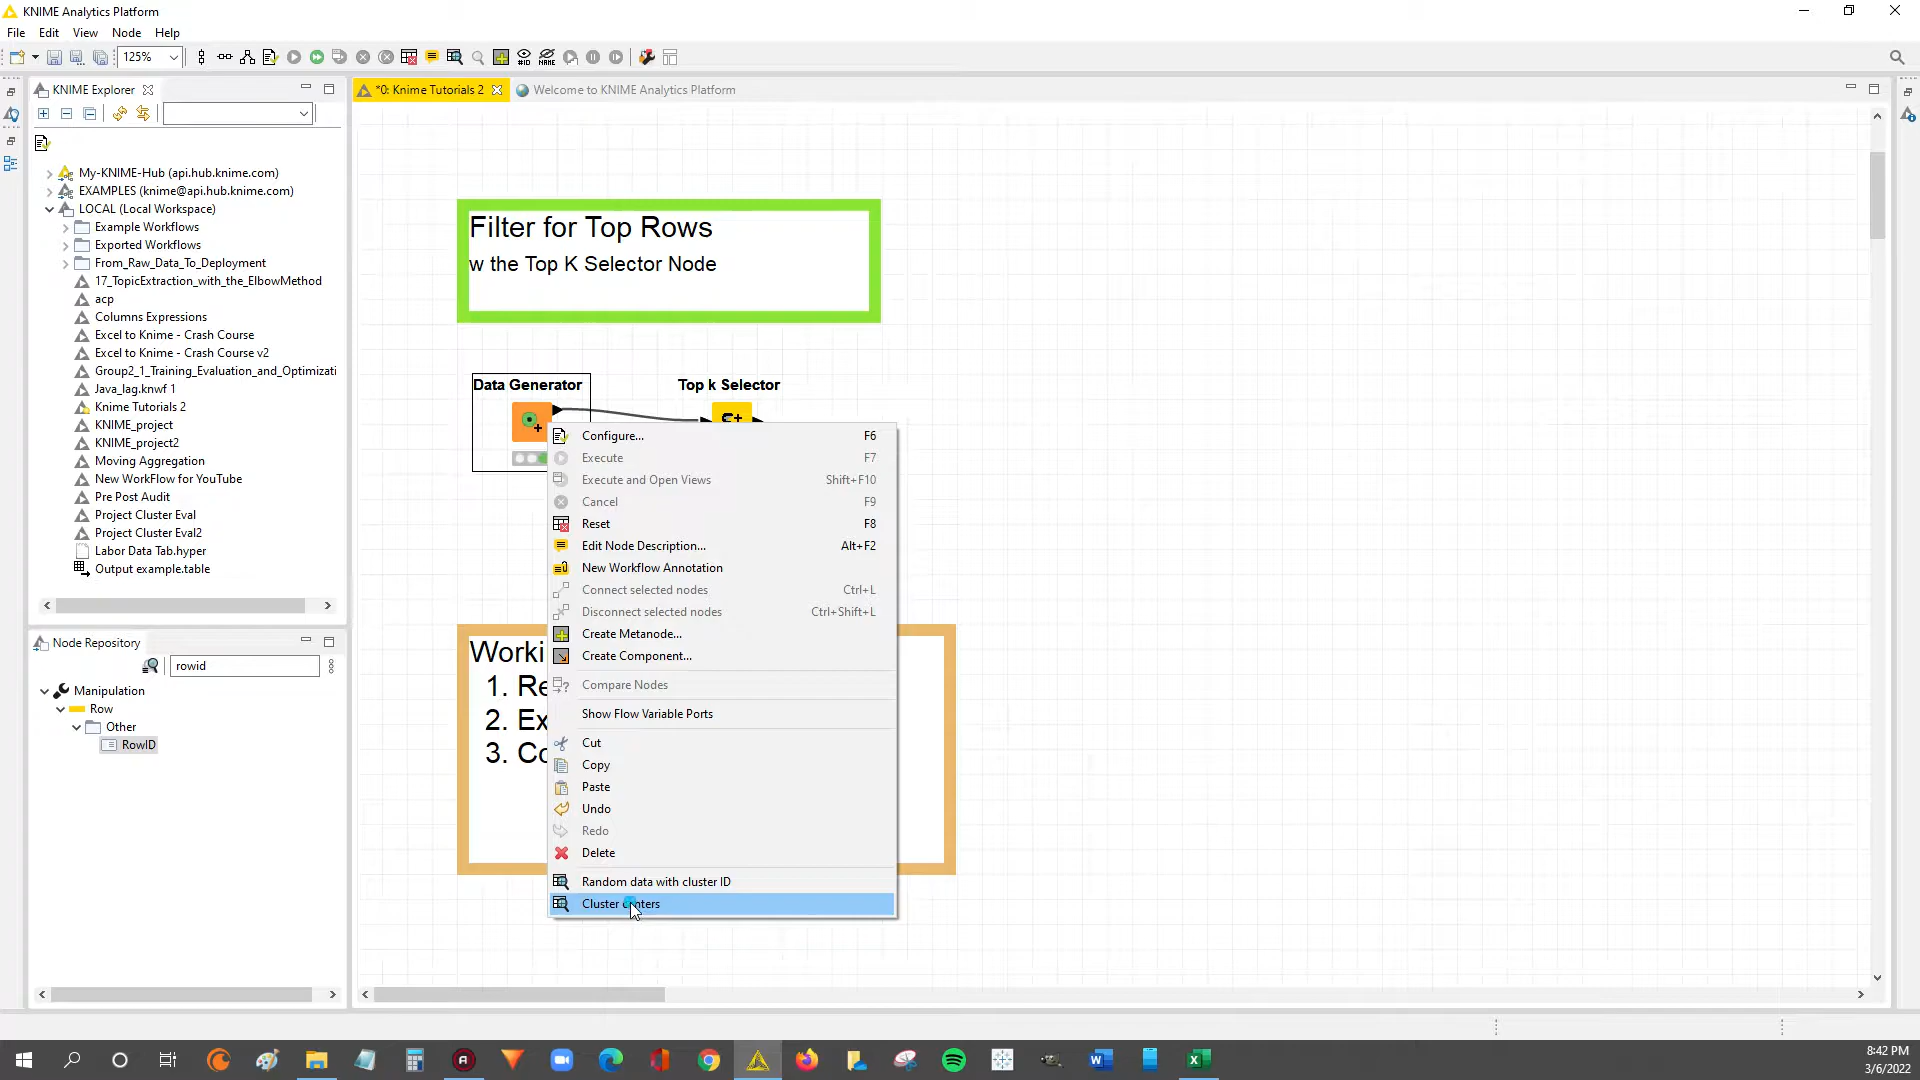 KNIME Analytics Platform
File Edit View Node Help
125%
KNIME Explorer
*0: Knime Tutorials 2
Welcome to KNIME Analytics Platform
My-KNIME-Hub (api.hub.knime.com)
EXAMPLES (knime@api.hub.knime.com)
LOCAL (Local Workspace)
Example Workflows
Exported Workflows
From_Raw_Data_To_Deployment
17_TopicExtraction_with_the_ElbowMethod
acp
Columns Expressions
Excel to Knime - Crash Course
Excel to Knime - Crash Course v2
Group2_1_Training_Evaluation_and_Optimizati
Java_lag.knwf 1
Knime Tutorials 2
KNIME_project
KNIME_project2
Moving Aggregation
New WorkFlow for YouTube
Pre Post Audit
Project Cluster Eval
Project Cluster Eval2
Labor Data Tab.hyper
Output example.table
Node Repository
rowid
Manipulation
Row
Other
RowID
Filter for Top Rows
w the Top K Selector Node
Data Generator
Top k Selector
Configure... F6
Execute F7
Execute and Open Views Shift+F10
Cancel F9
Reset F8
Edit Node Description... Alt+F2
New Workflow Annotation
Connect selected nodes Ctrl+L
Disconnect selected nodes Ctrl+Shift+L
Create Metanode...
Create Component...
Compare Nodes
Show Flow Variable Ports
Cut
Copy
Paste
Undo
Redo
Delete
Random data with cluster ID
Cluster centers
Worki
1. Re
2. Ex
3. Co
8:42 PM
3/6/2022